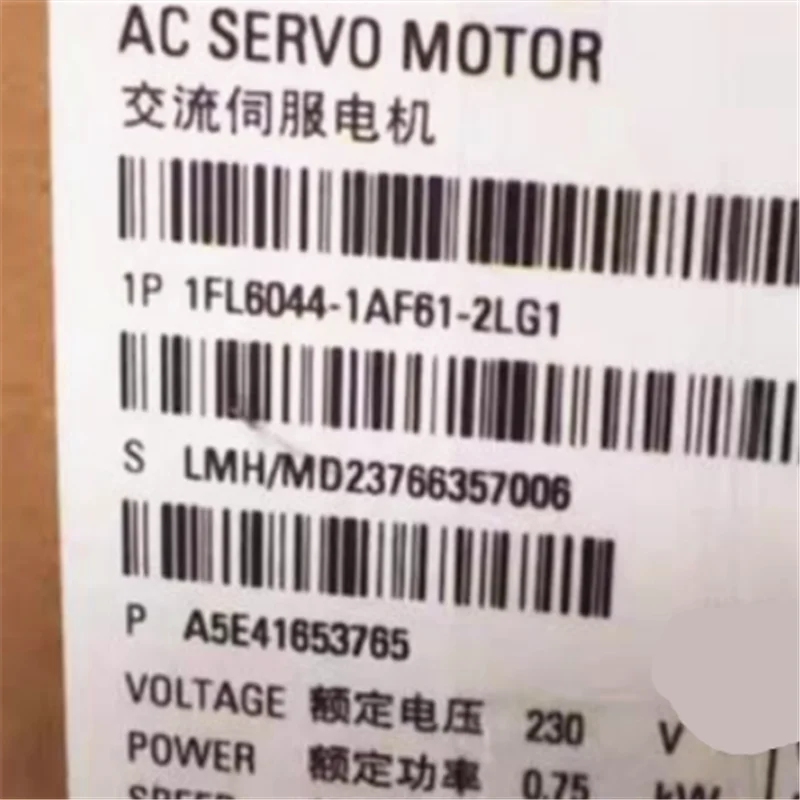 AC SERVO MOTOR
交流伺服电机
1P 1FL6044-1AF61-2LG1
S LMH/MD23766357006
P A5E41653765
VOLTAGE 额定电压 230 V
POWER 额定功率 0.75 kW
SPEED